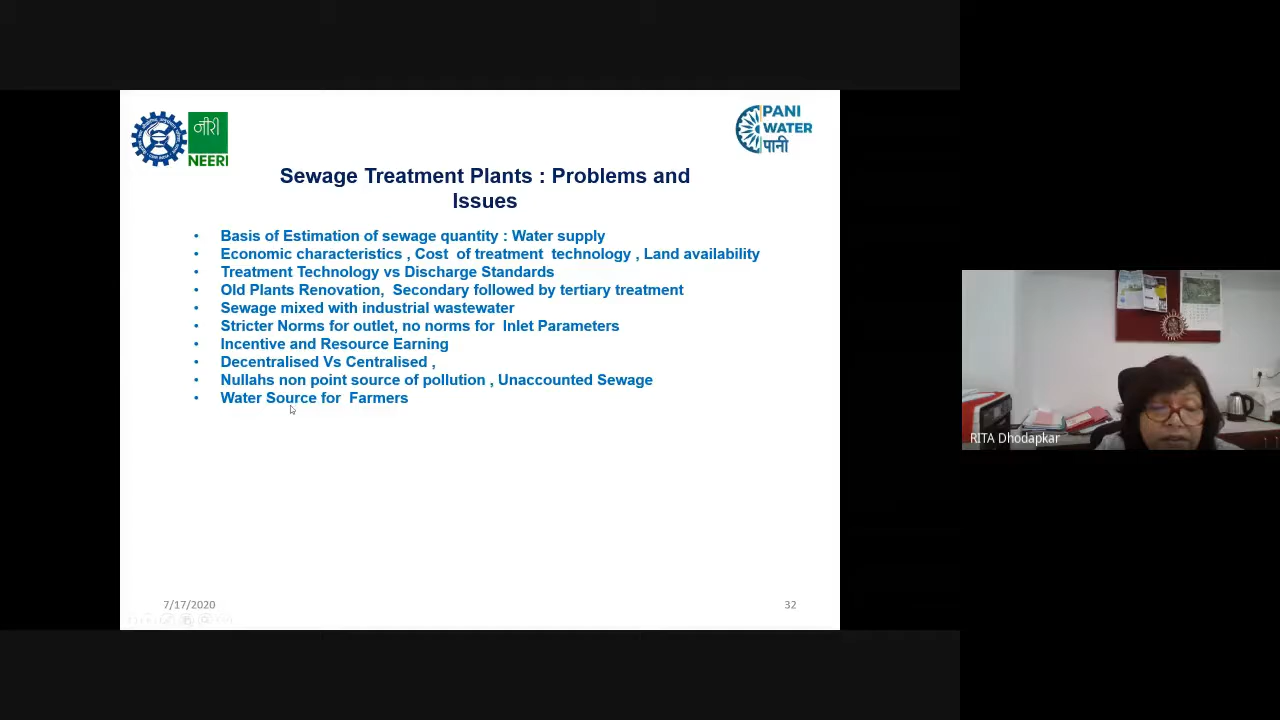 नीरी
NEERI
PANI
WATER
पानी
Sewage Treatment Plants : Problems and
Issues
• Basis of Estimation of sewage quantity : Water supply
• Economic characteristics , Cost of treatment technology , Land availability
• Treatment Technology vs Discharge Standards
• Old Plants Renovation, Secondary followed by tertiary treatment
• Sewage mixed with industrial wastewater
• Stricter Norms for outlet, no norms for Inlet Parameters
• Incentive and Resource Earning
• Decentralised Vs Centralised ,
• Nullahs non point source of pollution , Unaccounted Sewage
• Water Source for Farmers
7/17/2020
32
RITA Dhodapkar